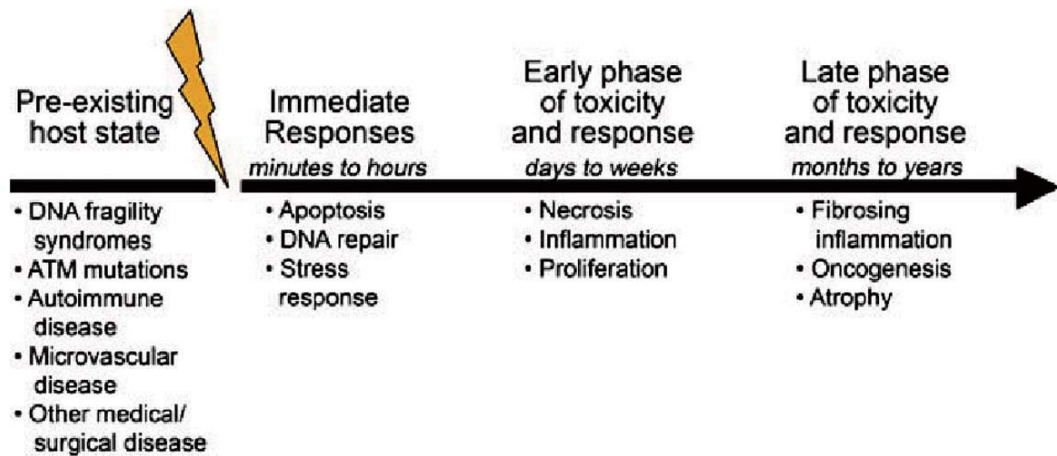 Pre-existing
host state
Immediate
Responses
minutes to hours
Early phase
of toxicity
and response
days to weeks
Late phase
of toxicity
and response
months to years
• DNA fragility
syndromes
• ATM mutations
• Autoimmune
disease
• Microvascular
disease
• Other medical/
surgical disease
• Apoptosis
• DNA repair
• Stress
response
• Necrosis
• Inflammation
• Proliferation
• Fibrosing
inflammation
• Oncogenesis
• Atrophy